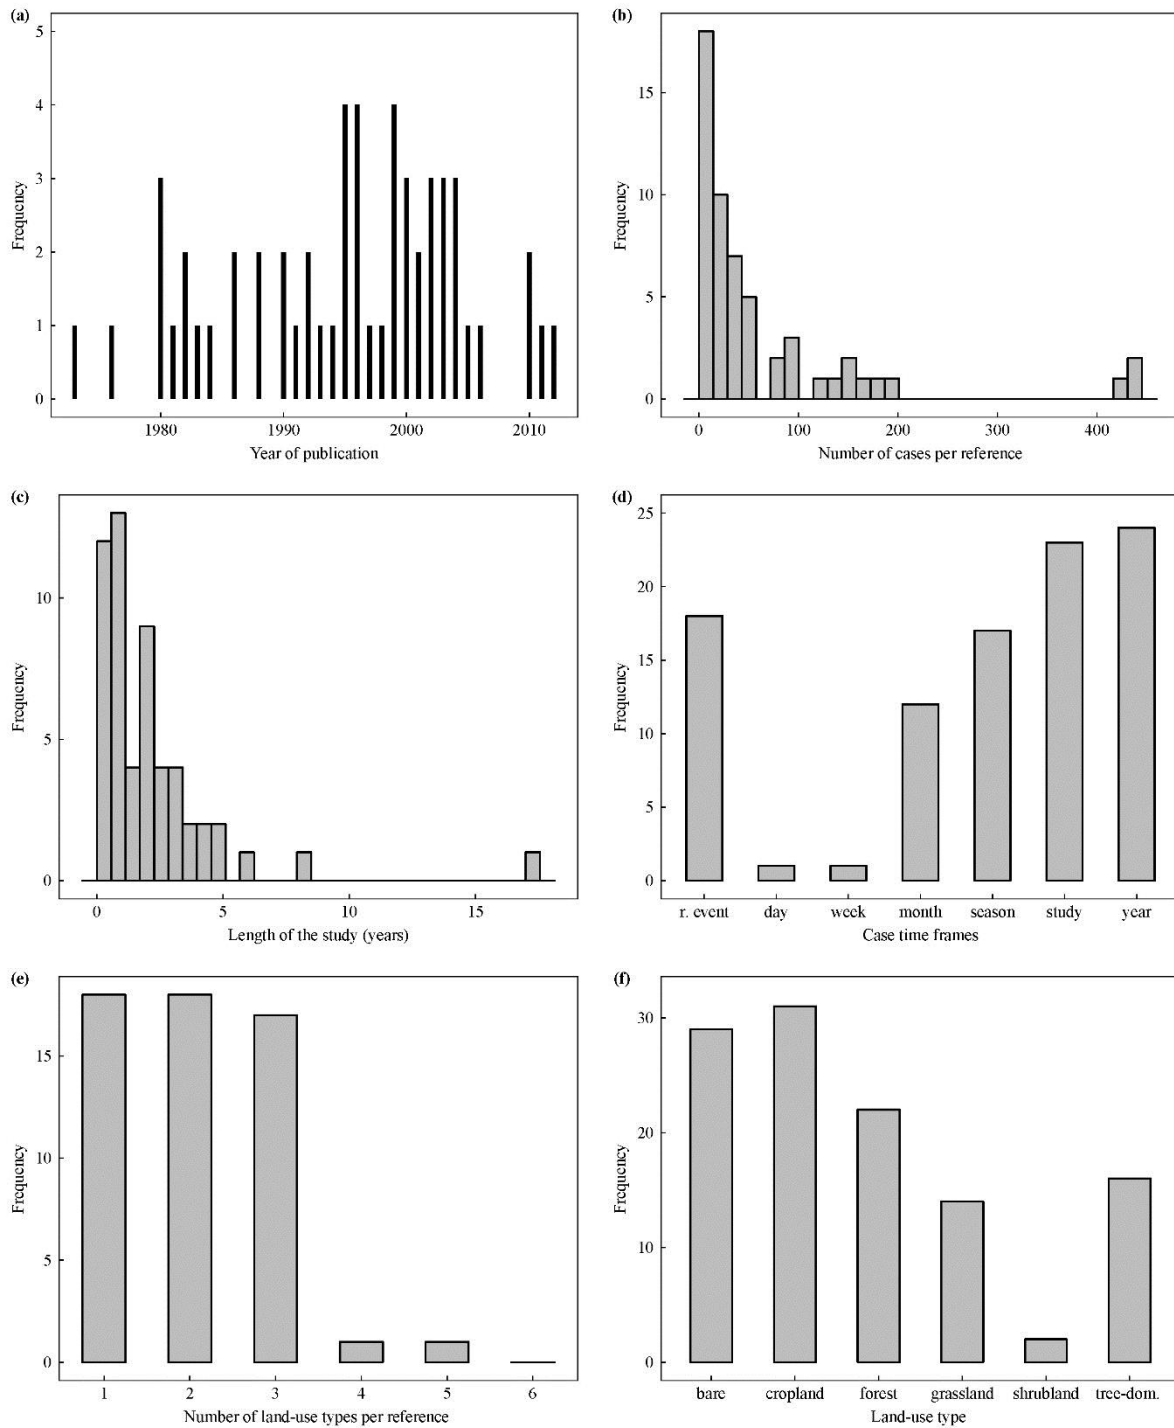 (a)
5
4
3
2
1
0
Frequency
1980 1990 2000 2010
Year of publication
(b)
15
10
5
0
Frequency
0 100 200 300 400
Number of cases per reference
(c)
10
5
0
Frequency
0 5 10 15
Length of the study (years)
(d)
25
20
15
10
5
0
Frequency
r. event day week month season study year
Case time frames
(e)
15
10
5
0
Frequency
1 2 3 4 5 6
Number of land-use types per reference
(f)
30
20
10
0
Frequency
bare cropland forest grassland shrubland tree-dom.
Land-use type